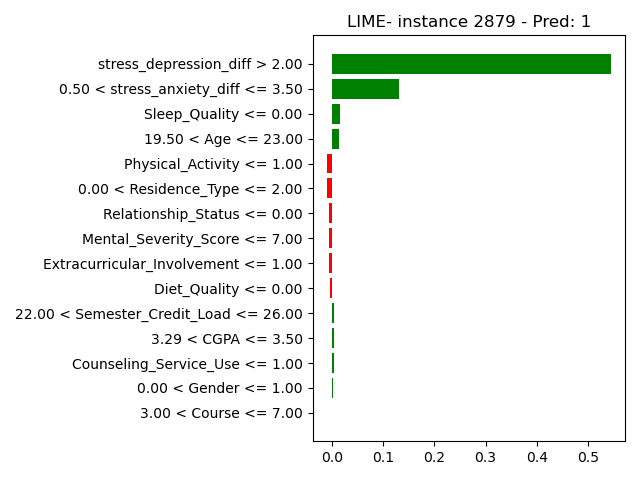 LIME- instance 2879 - Pred: 1
stress_depression_diff > 2.00
0.50 < stress_anxiety_diff <= 3.50
Sleep_Quality <= 0.00
19.50 < Age <= 23.00
Physical_Activity <= 1.00
0.00 < Residence_Type <= 2.00
Relationship_Status <= 0.00
Mental_Severity_Score <= 7.00
Extracurricular_Involvement <= 1.00
Diet_Quality <= 0.00
22.00 < Semester_Credit_Load <= 26.00
3.29 < CGPA <= 3.50
Counseling_Service_Use <= 1.00
0.00 < Gender <= 1.00
3.00 < Course <= 7.00
0.0 0.1 0.2 0.3 0.4 0.5